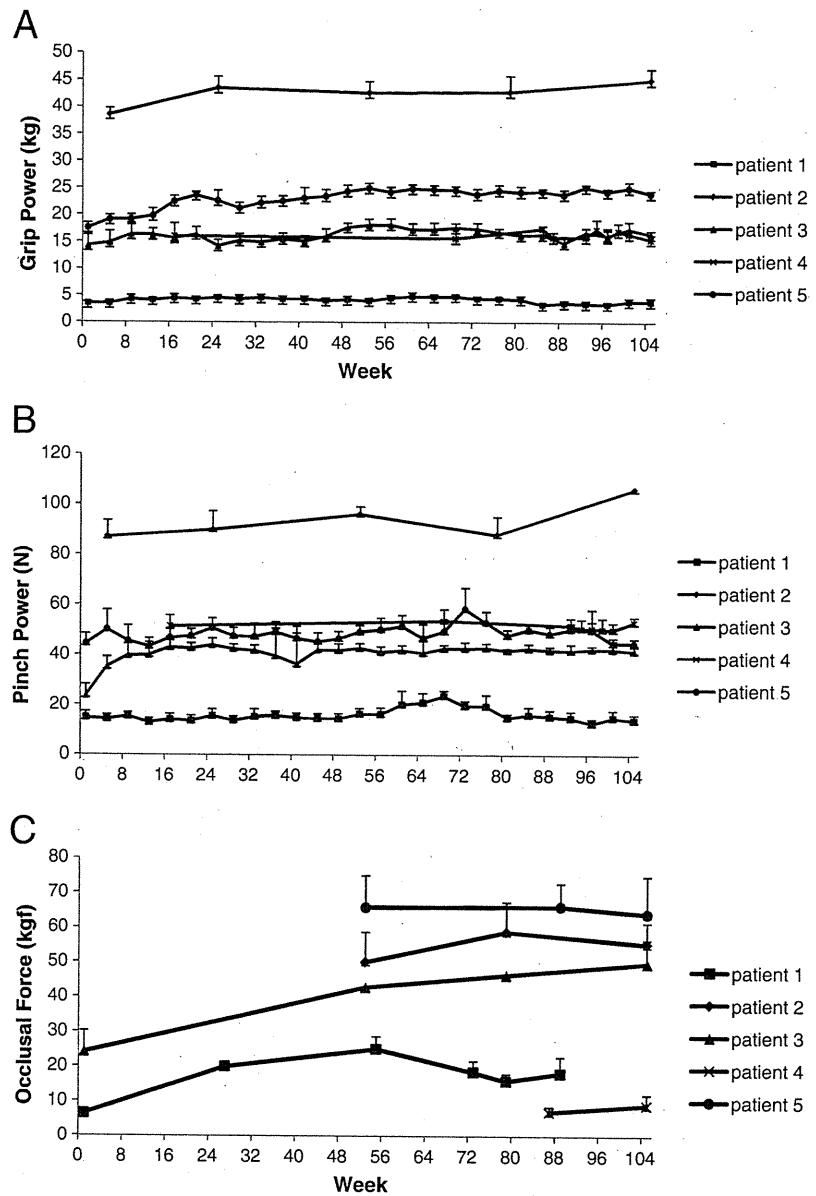 A
Grip Power (kg)
50
45
40
35
30
25
20
15
10
5
0
0 8 16 24 32 40 48 56 64 72 80 88 96 104
Week
patient 1
patient 2
patient 3
patient 4
patient 5
B
Pinch Power (N)
120
100
80
60
40
20
0
0 8 16 24 32 40 48 56 64 72 80 88 96 104
patient 1
patient 2
patient 3
patient 4
patient 5
C
Occlusal Force (kgf)
80
70
60
50
40
30
20
10
0
0 8 16 24 32 40 48 56 64 72 80 88 96 104
Week
patient 1
patient 2
patient 3
patient 4
patient 5